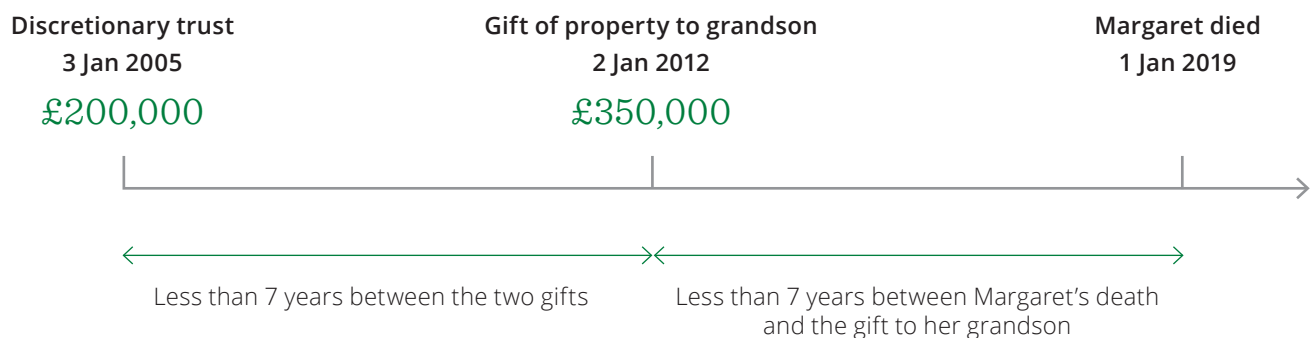 Discretionary trust
3 Jan 2005
£200,000
Gift of property to grandson
2 Jan 2012
£350,000
Margaret died
1 Jan 2019
Less than 7 years between the two gifts
Less than 7 years between Margaret’s death
and the gift to her grandson